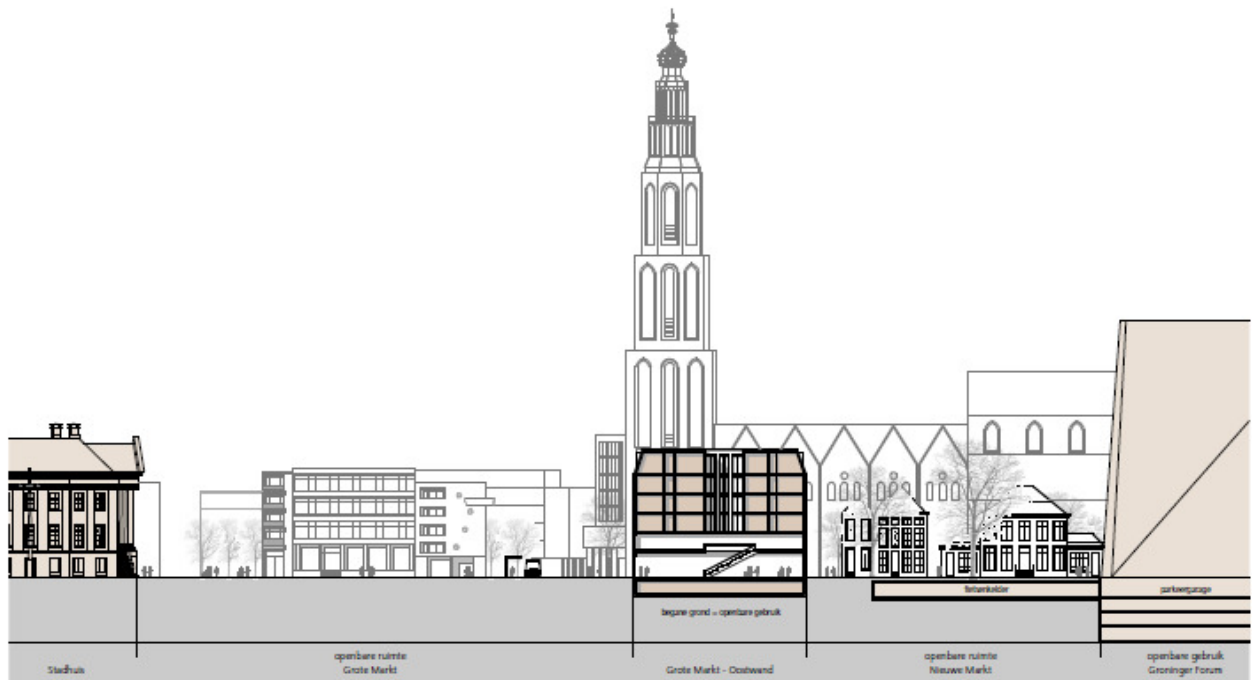 fietsenkelder
parkeergarage
begane grond = openbare gebruik
Stadhuis
openbare ruimte
Grote Markt
Grote Markt - Oostwand
openbare ruimte
Nieuwe Markt
openbare gebruik
Groninger Forum